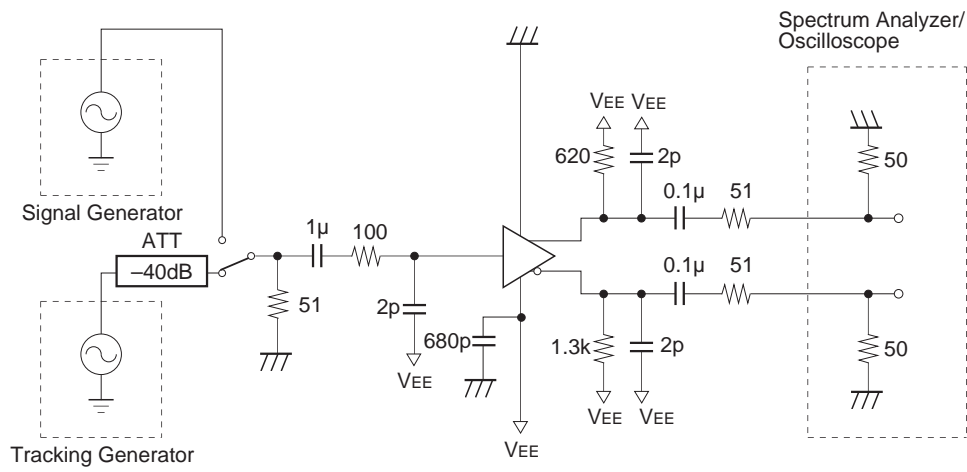 Spectrum Analyzer/
Oscilloscope
VEE VEE
620 2p 50
0.1µ 51
Signal Generator
ATT
1µ 100
–40dB
0.1µ 51
51 2p
680p 1.3k 2p 50
VEE
VEE VEE
VEE
Tracking Generator